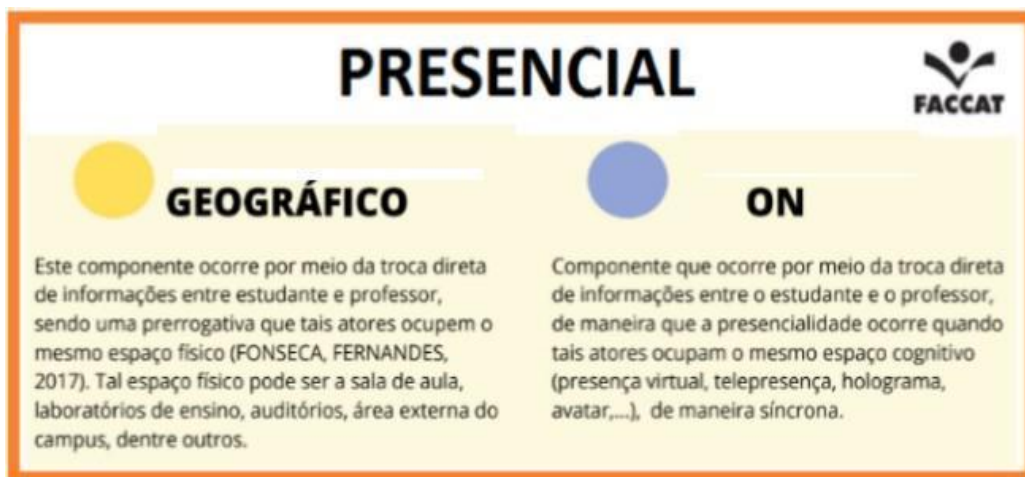 PRESENCIAL
FACCAT
GEOGRÁFICO
Este componente ocorre por meio da troca direta
de informações entre estudante e professor,
sendo uma prerrogativa que tais atores ocupem o
mesmo espaço físico (FONSECA, FERNANDES,
2017). Tal espaço físico pode ser a sala de aula,
laboratórios de ensino, auditórios, área externa do
campus, dentre outros.
ON
Componente que ocorre por meio da troca direta
de informações entre o estudante e o professor,
de maneira que a presencialidade ocorre quando
tais atores ocupam o mesmo espaço cognitivo
(presença virtual, telepresença, holograma,
avatar,...), de maneira síncrona.